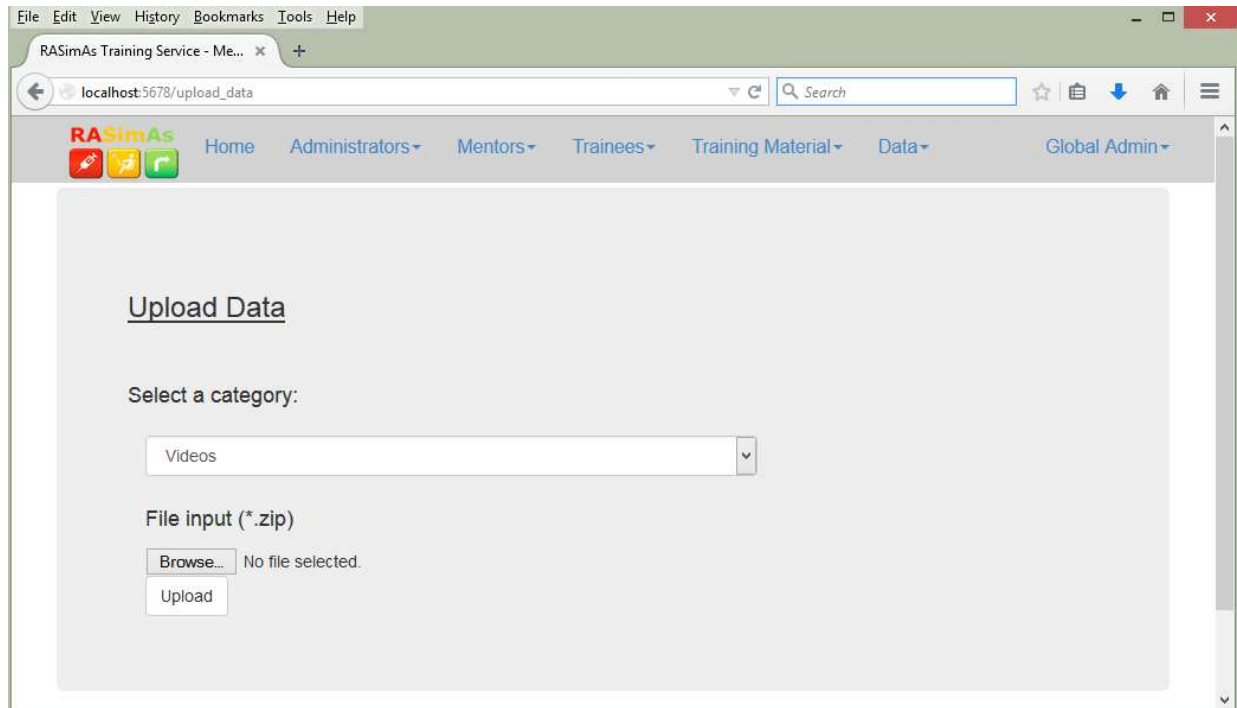 File Edit View History Bookmarks Tools Help
RASimAs Training Service - Me...
localhost:5678/upload_data Search
RASimAs Home Administrators Mentors Trainees Training Material Data Global Admin
Upload Data
Select a category:
Videos
File input (*.zip)
Browse... No file selected.
Upload